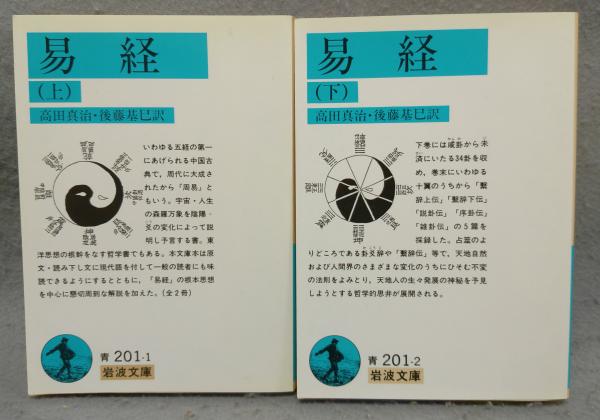 易経
(上)
高田真治・後藤基巳訳
いわゆる五経の第一
にあげられる中国古
典で，周代に大成さ
れたから「周易」と
もいう。宇宙・人生
の森羅万象を陰陽・
爻の変化によって説
明し予言する書。東
洋思想の根幹をなす哲学書でもある。本文庫本は原
文・読み下し文に現代語を付して一般の読者にも味
読できるようにするとともに，「易経」の根本思想
を中心に懇切周到な解説を加えた。(全2冊)
青 201-1
岩波文庫
易経
(下)
高田真治・後藤基巳訳
下巻には咸卦から未
済にいたる34卦を収
め，巻末にいわゆる
十翼のうちから「繫
辞上伝」「繫辞下伝」
「説卦伝」「序卦伝」
「雑卦伝」の5篇を
採録した。占筮のよ
りどころである卦爻辞や「繫辞伝」等で，天地自然
および人間界のさまざまな変化のうちにひそむ不変
の法則をよみとり，天地人の生々発展の神秘を予見
しようとする哲学的思弁が展開される。
青 201-2
岩波文庫